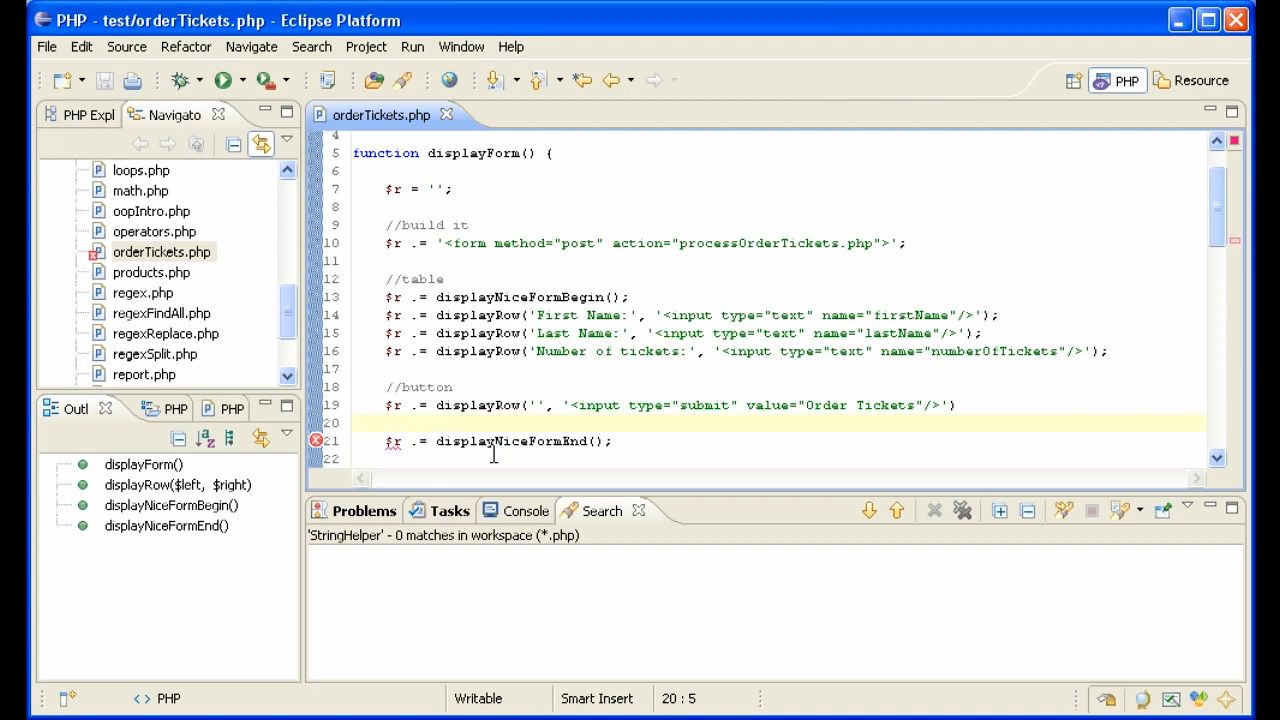 PHP - test/orderTickets.php - Eclipse Platform
File Edit Source Refactor Navigate Search Project Run Window Help
PHP Resource
PHP Expl Navigato
loops.php
math.php
oopIntro.php
operators.php
orderTickets.php
products.php
regex.php
regexFindAll.php
regexReplace.php
regexSplit.php
report.php
Outl PHP PHP
displayForm()
displayRow($left, $right)
displayNiceFormBegin()
displayNiceFormEnd()
orderTickets.php
4
5 function displayForm() {
6
7 $r = '';
8
9 //build it
10 $r .= '<form method="post" action="processOrderTickets.php">';
11
12 //table
13 $r .= displayNiceFormBegin();
14 $r .= displayRow('First Name:', '<input type="text" name="firstName"/>');
15 $r .= displayRow('Last Name:', '<input type="text" name="lastName"/>');
16 $r .= displayRow('Number of tickets:', '<input type="text" name="numberOfTickets"/>');
17
18 //button
19 $r .= displayRow('', '<input type="submit" value="Order Tickets"/>')
20
21 $r .= displayNiceFormEnd();
22
Problems Tasks Console Search
'StringHelper' - 0 matches in workspace (*.php)
<> PHP Writable Smart Insert 20 : 5